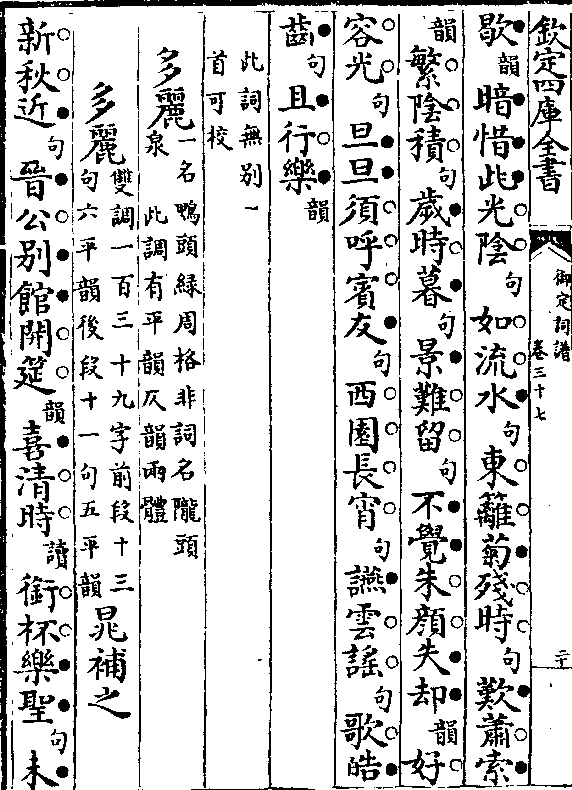 欽定四庫全書
御定詞譜
卷三十七
二十
歇韻暗惜此光陰句如流水句東籬菊殘時句歎蕭索
韻繁陰積句歲時暮句景難留句不覺朱顔失却韻好
容光句旦旦須呼賓友句西園長宵句讌雲謠句歌皓
齒句且行樂韻
此詞無別
首可校
多麗一名鴨頭綠周格非詞名隴頭
泉 此調有平韻仄韻兩體
多麗雙調一百三十九字前段十三
句六平韻後段十一句五平韻 晁補之
新秋近句晉公別館開筵韻喜清時讀銜杯樂聖句未